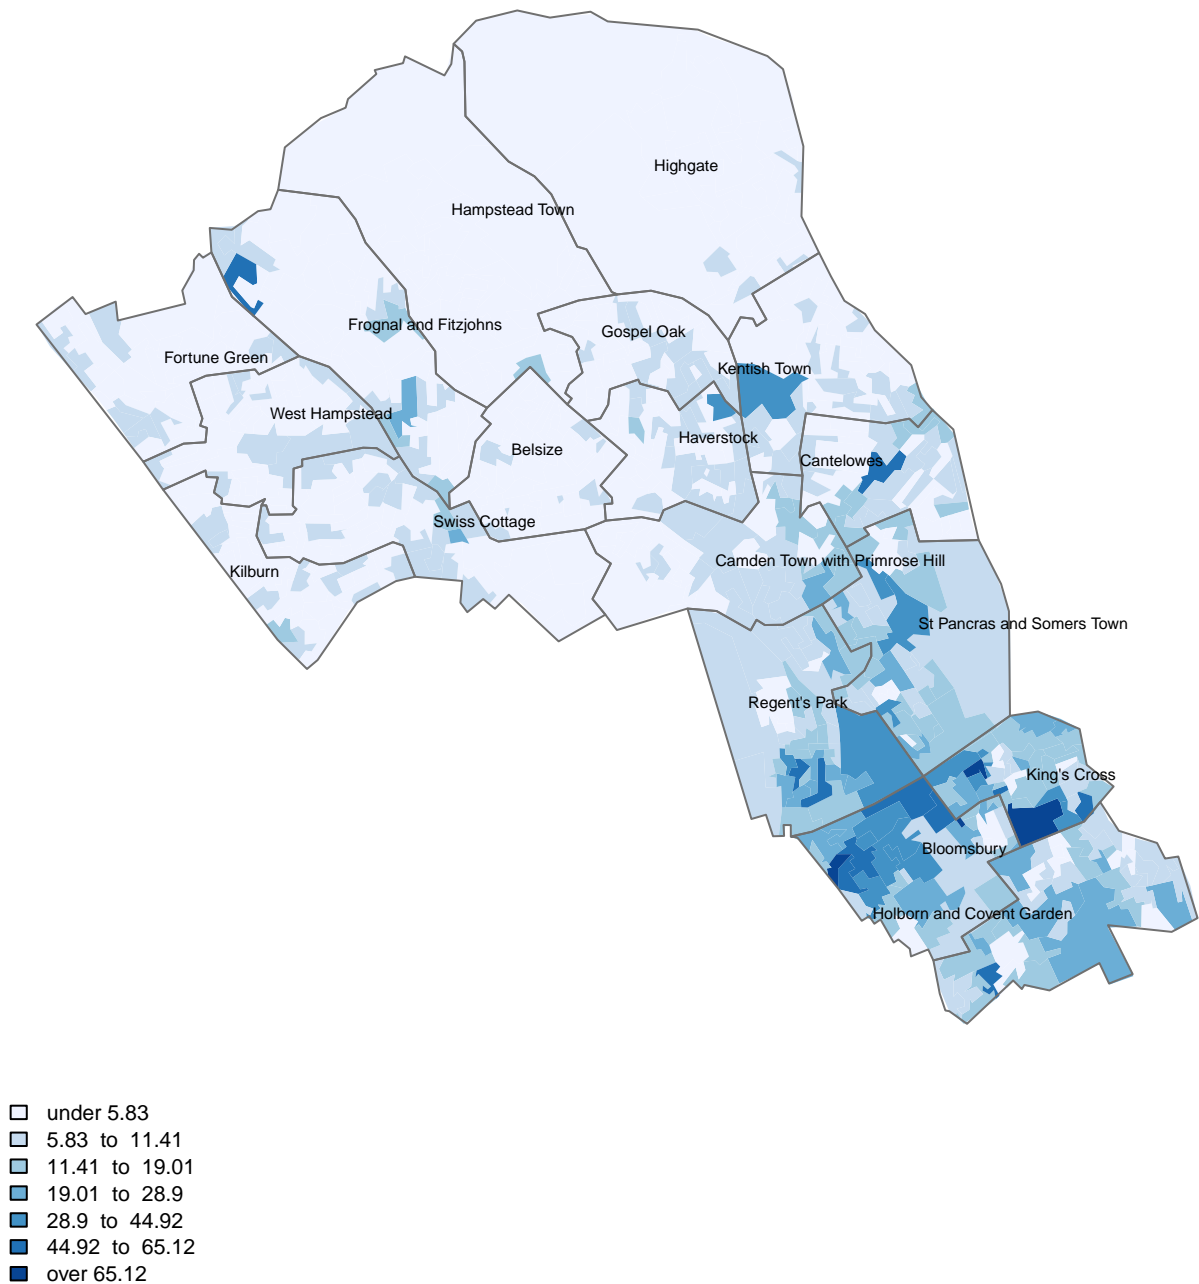 Highgate
Hampstead Town
Frognal and Fitzjohns
Gospel Oak
Fortune Green
Kentish Town
West Hampstead
Haverstock
Belsize
Cantelowes
Swiss Cottage
Camden Town with Primrose Hill
Kilburn
St Pancras and Somers Town
Regent's Park
King's Cross
Bloomsbury
Holborn and Covent Garden
under 5.83
5.83 to 11.41
11.41 to 19.01
19.01 to 28.9
28.9 to 44.92
44.92 to 65.12
over 65.12